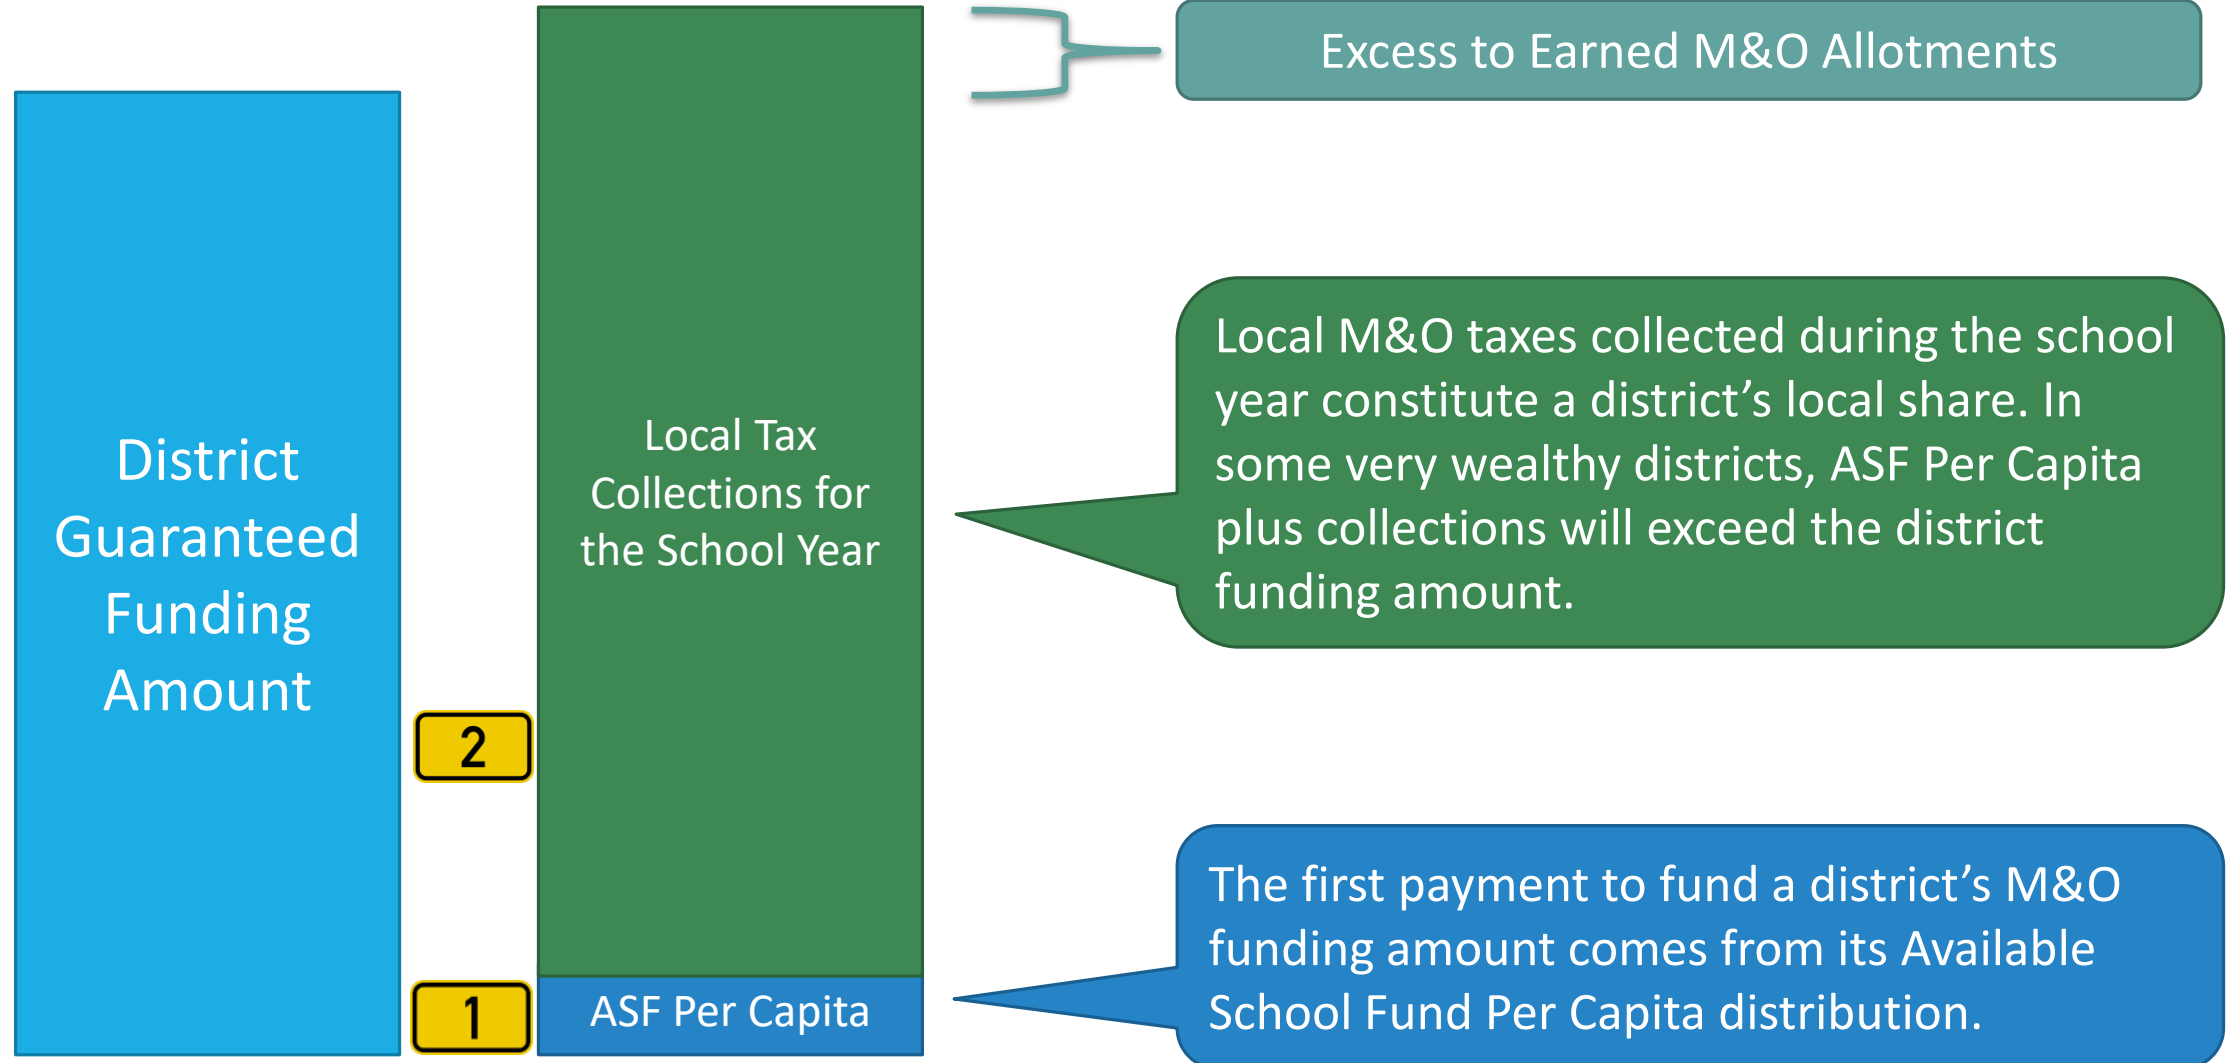 Excess to Earned M&O Allotments
District
Guaranteed
Funding
Amount
Local Tax
Collections for
the School Year
Local M&O taxes collected during the school
year constitute a district’s local share. In
some very wealthy districts, ASF Per Capita
plus collections will exceed the district
funding amount.
2
1
ASF Per Capita
The first payment to fund a district’s M&O
funding amount comes from its Available
School Fund Per Capita distribution.